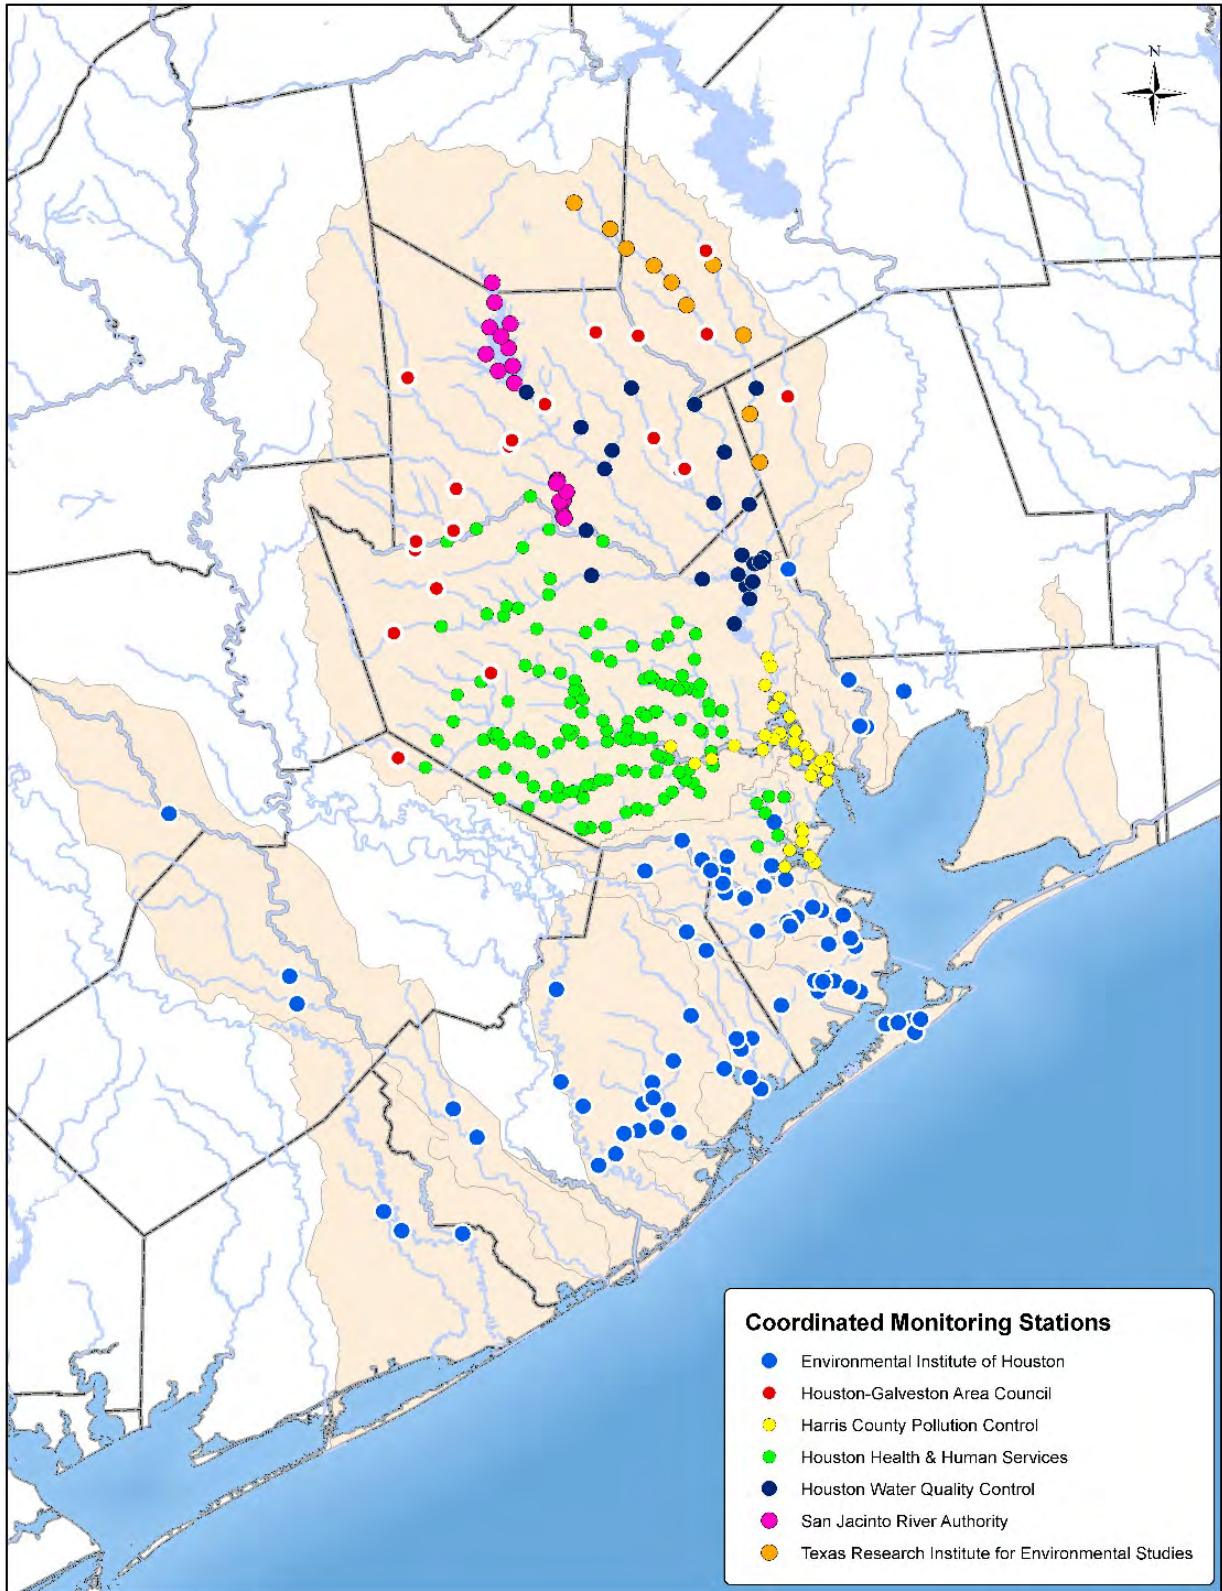 N
Coordinated Monitoring Stations
Environmental Institute of Houston
Houston-Galveston Area Council
Harris County Pollution Control
Houston Health & Human Services
Houston Water Quality Control
San Jacinto River Authority
Texas Research Institute for Environmental Studies